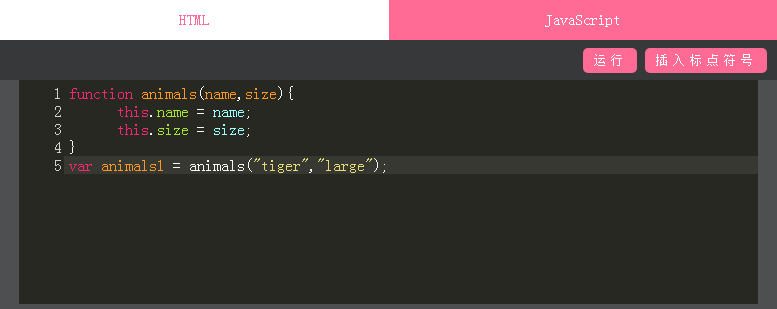 HTML
JavaScript
运行
插入标点符号
1 function animals(name,size){
2 this.name = name;
3 this.size = size;
4 }
5 var animals1 = animals("tiger","large");